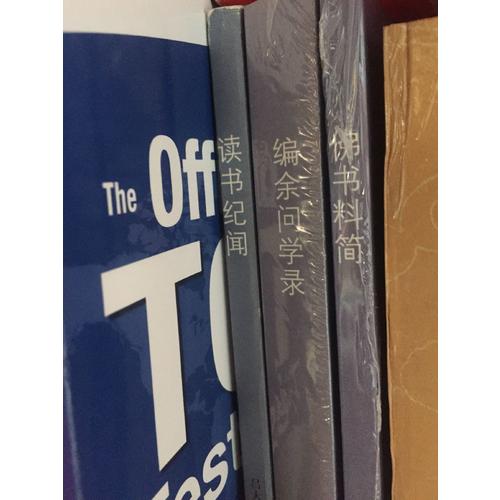 The Off
TO
Test
读书纪闻
编余问学录
佛书料简